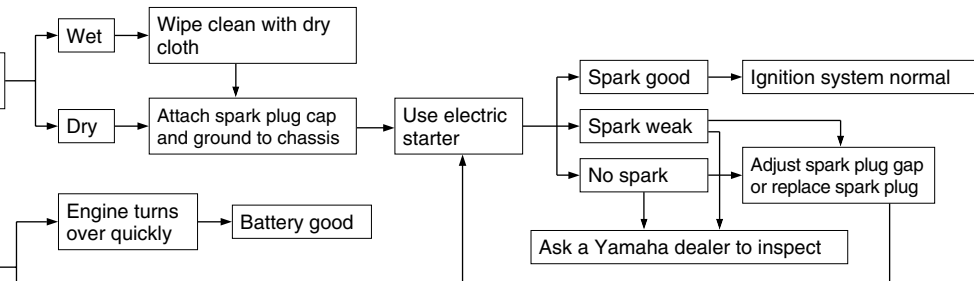 Wet
Wipe clean with dry
cloth
Dry
Attach spark plug cap
and ground to chassis
Use electric
starter
Spark good
Ignition system normal
Spark weak
No spark
Adjust spark plug gap
or replace spark plug
Ask a Yamaha dealer to inspect
Engine turns
over quickly
Battery good